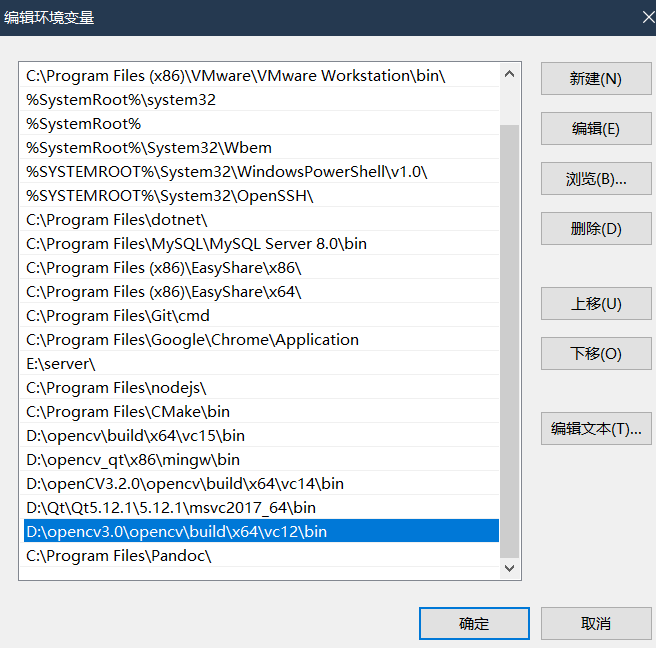 编辑环境变量
C:\Program Files (x86)\VMware\VMware Workstation\bin\
%SystemRoot%\system32
%SystemRoot%
%SystemRoot%\System32\Wbem
%SYSTEMROOT%\System32\WindowsPowerShell\v1.0\
%SYSTEMROOT%\System32\OpenSSH\
C:\Program Files\dotnet\
C:\Program Files\MySQL\MySQL Server 8.0\bin
C:\Program Files (x86)\EasyShare\x86\
C:\Program Files (x86)\EasyShare\x64\
C:\Program Files\Git\cmd
C:\Program Files\Google\Chrome\Application
E:\server\
C:\Program Files\nodejs\
C:\Program Files\CMake\bin
D:\opencv\build\x64\vc15\bin
D:\opencv_qt\x86\mingw\bin
D:\openCV3.2.0\opencv\build\x64\vc14\bin
D:\Qt\Qt5.12.1\5.12.1\msvc2017_64\bin
D:\opencv3.0\opencv\build\x64\vc12\bin
C:\Program Files\Pandoc\
新建(N)
编辑(E)
浏览(B)...
删除(D)
上移(U)
下移(O)
编辑文本(T)...
确定
取消